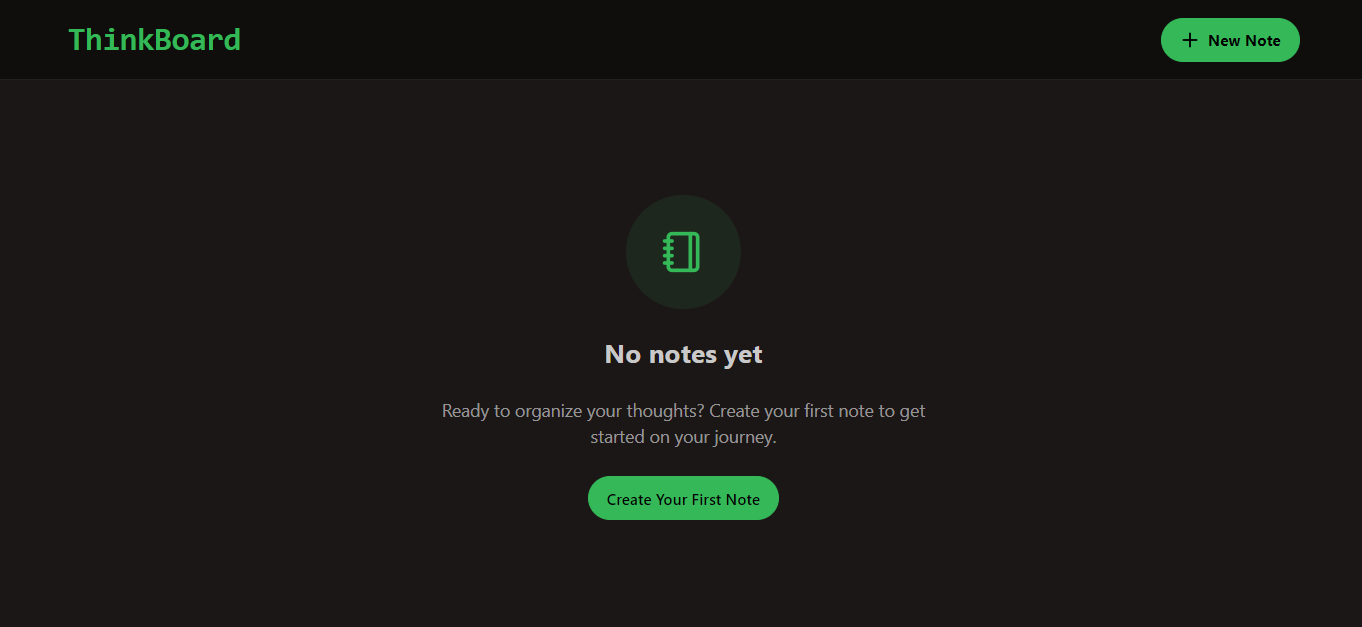 ThinkBoard
New Note
No notes yet
Ready to organize your thoughts? Create your first note to get
started on your journey.
Create Your First Note